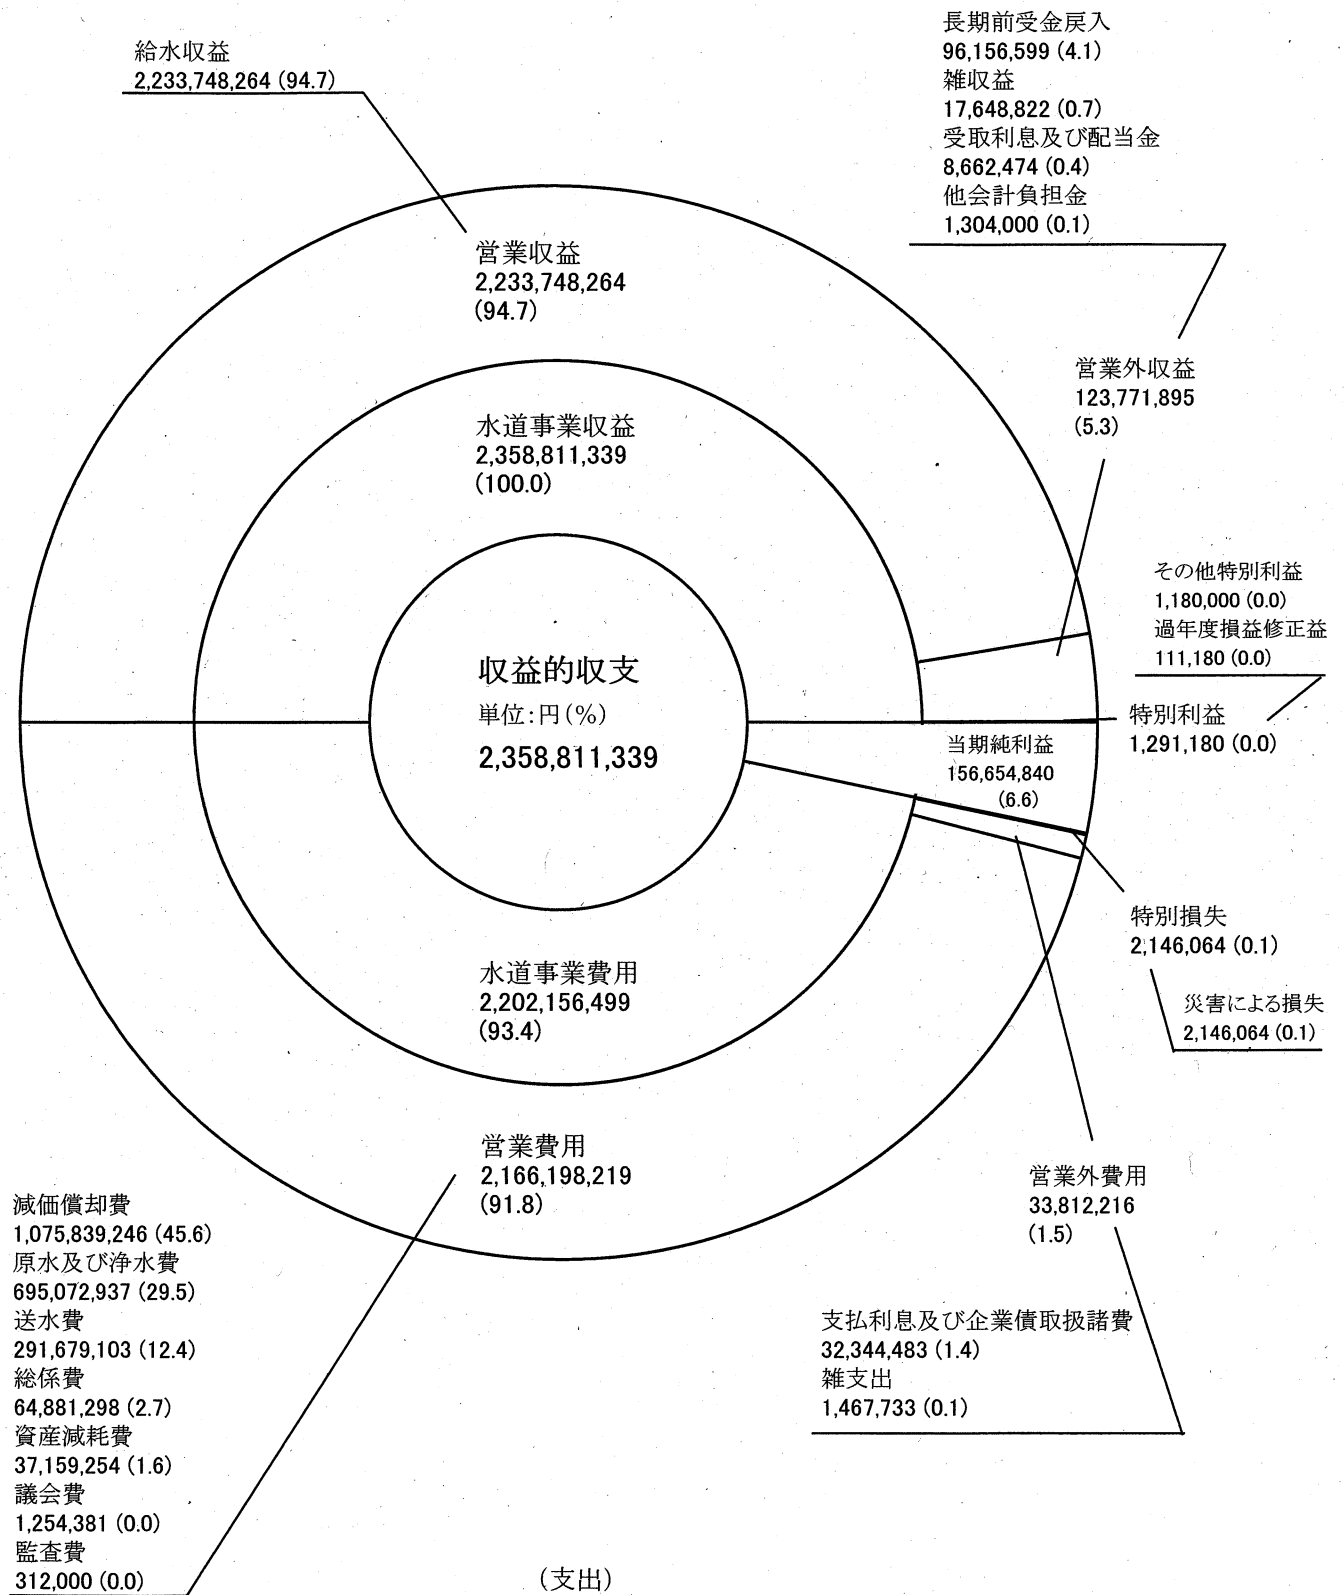 給水収益
2,233,748,264 (94.7)
長期前受金戻入
96,156,599 (4.1)
雑収益
17,648,822 (0.7)
受取利息及び配当金
8,662,474 (0.4)
他会計負担金
1,304,000 (0.1)
営業収益
2,233,748,264
(94.7)
営業外収益
123,771,895
(5.3)
水道事業収益
2,358,811,339
(100.0)
その他特別利益
1,180,000 (0.0)
過年度損益修正益
111,180 (0.0)
特別利益
1,291,180 (0.0)
収益的収支
単位:円(%)
2,358,811,339
当期純利益
156,654,840
(6.6)
特別損失
2,146,064 (0.1)
災害による損失
2,146,064 (0.1)
水道事業費用
2,202,156,499
(93.4)
営業費用
2,166,198,219
(91.8)
営業外費用
33,812,216
(1.5)
減価償却費
1,075,839,246 (45.6)
原水及び浄水費
695,072,937 (29.5)
送水費
291,679,103 (12.4)
総係費
64,881,298 (2.7)
資産減耗費
37,159,254 (1.6)
議会費
1,254,381 (0.0)
監査費
312,000 (0.0)
支払利息及び企業債取扱諸費
32,344,483 (1.4)
雑支出
1,467,733 (0.1)
(支出)